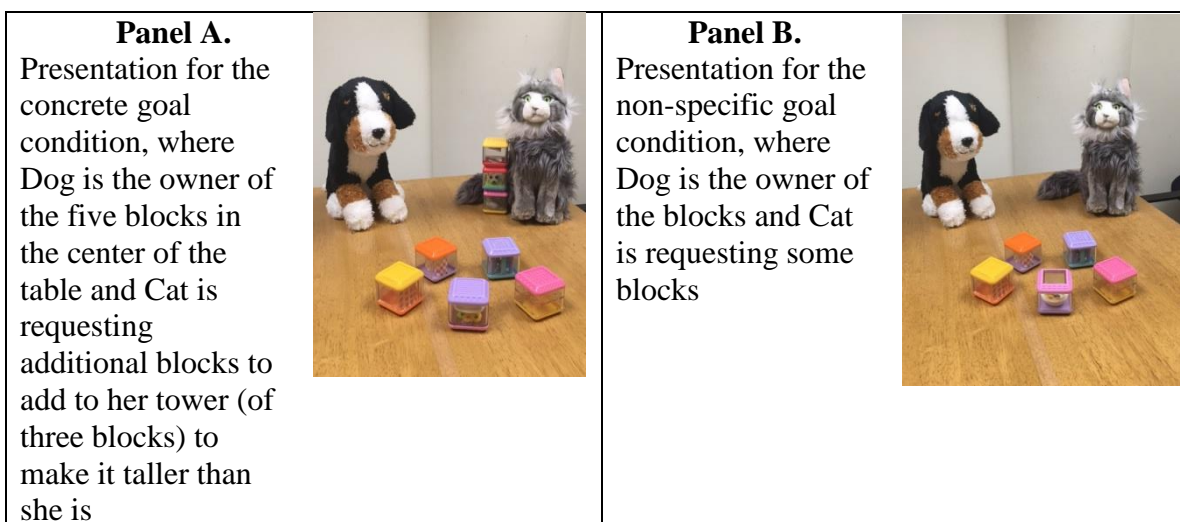 Panel A.
Presentation for the
concrete goal
condition, where
Dog is the owner of
the five blocks in
the center of the
table and Cat is
requesting
additional blocks to
add to her tower (of
three blocks) to
make it taller than
she is
Panel B.
Presentation for the
non-specific goal
condition, where
Dog is the owner of
the blocks and Cat
is requesting some
blocks